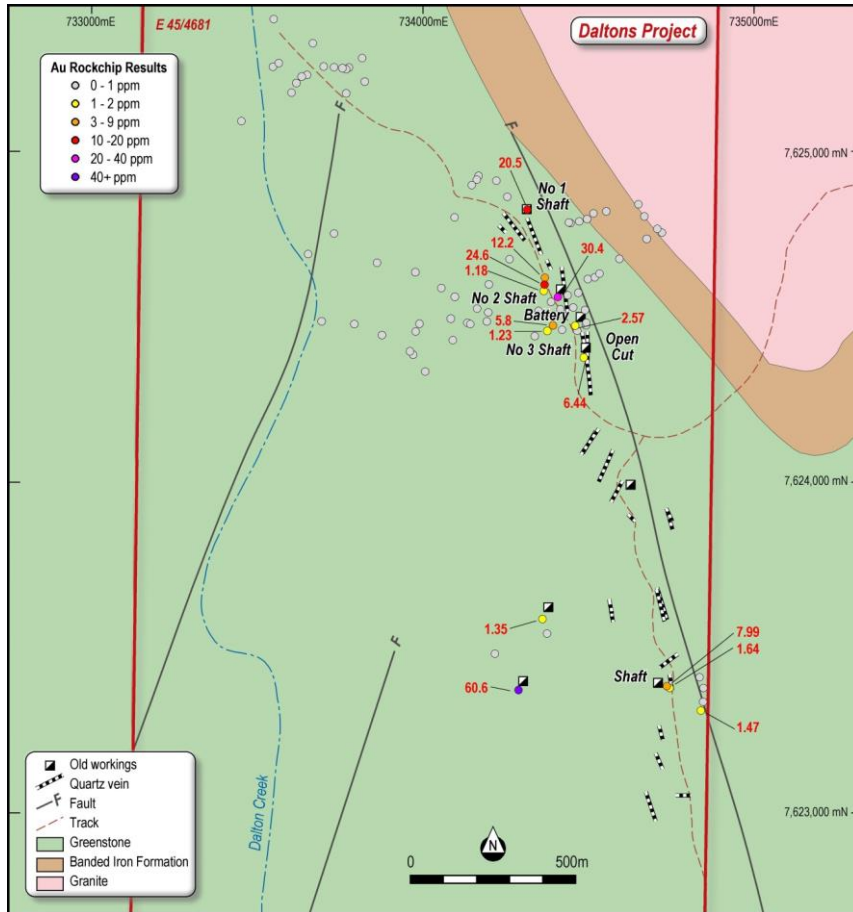 733000mE
734000mE
735000mE
E 45/4681
Daltons Project
Au Rockchip Results
0 - 1 ppm
1 - 2 ppm
3 - 9 ppm
10 -20 ppm
20 - 40 ppm
40+ ppm
F
F
7,625,000 mN
20.5
No 1
Shaft
12.2
30.4
24.6
1.18
No 2 Shaft
Battery
2.57
5.8
1.23
No 3 Shaft
Open
Cut
6.44
7,624,000 mN
1.35
7.99
1.64
F
Shaft
60.6
1.47
Old workings
Quartz vein
F
Fault
Track
Greenstone
Banded Iron Formation
Granite
Dalton Creek
7,623,000 mN
N
0
500m